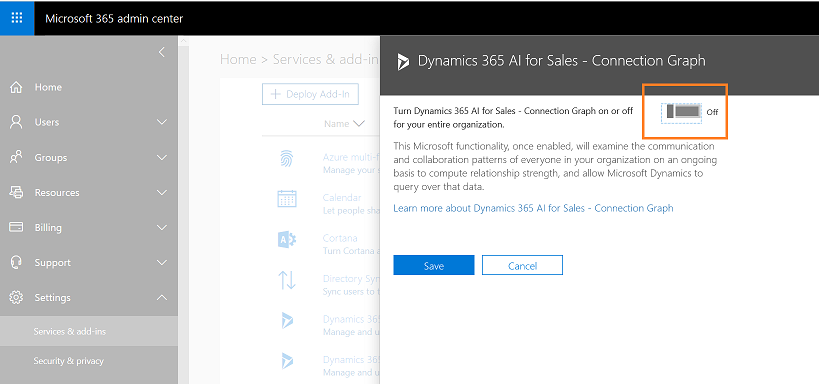 Microsoft 365 admin center
Home
Users
Groups
Resources
Billing
Support
Settings
Services & add-ins
Security & privacy
Home > Services & add-in
+ Deploy Add-In
Name
Azure multi-f
Manage your
Calendar
Let people sha
Cortana
Turn Cortana
Directory Syn
Sync users to
Dynamics 365
Manage and u
Dynamics 365
Manage and u
Dynamics 365 AI for Sales - Connection Graph
Turn Dynamics 365 AI for Sales - Connection Graph on or off
for your entire organization.
Off
This Microsoft functionality, once enabled, will examine the communication
and collaboration patterns of everyone in your organization on an ongoing
basis to compute relationship strength, and allow Microsoft Dynamics to
query over that data.
Learn more about Dynamics 365 AI for Sales - Connection Graph
Save
Cancel